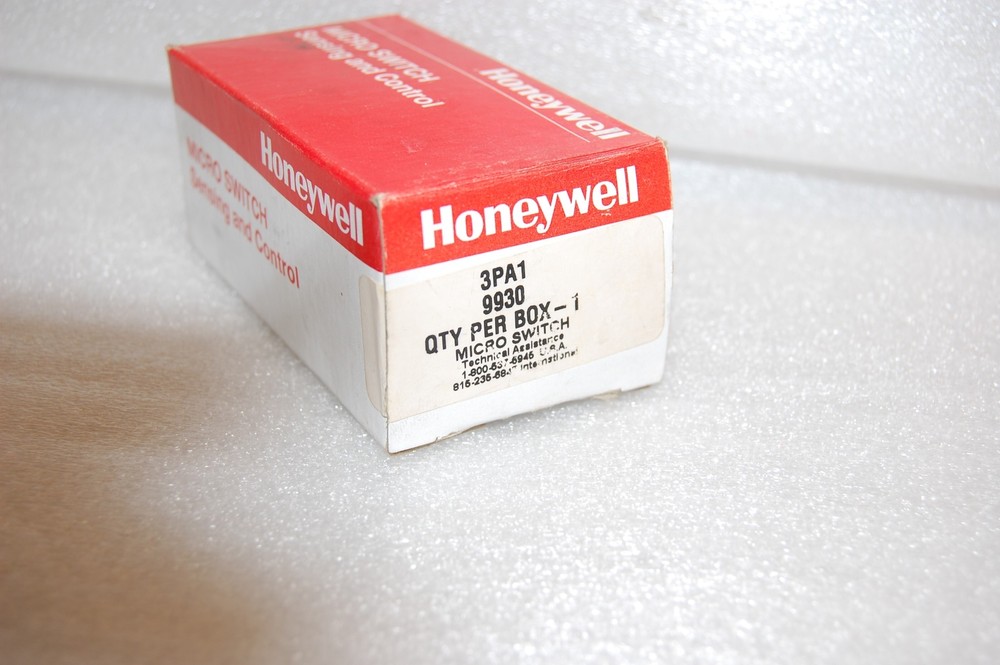 MICRO SWITCH
Sensing and Control
Honeywell
Honeywell
MICRO SWITCH
Sensing and Control
Honeywell
3PA1
9930
QTY PER BOX-1
MICRO SWITCH
Technical Assistance
U.S.A.
International